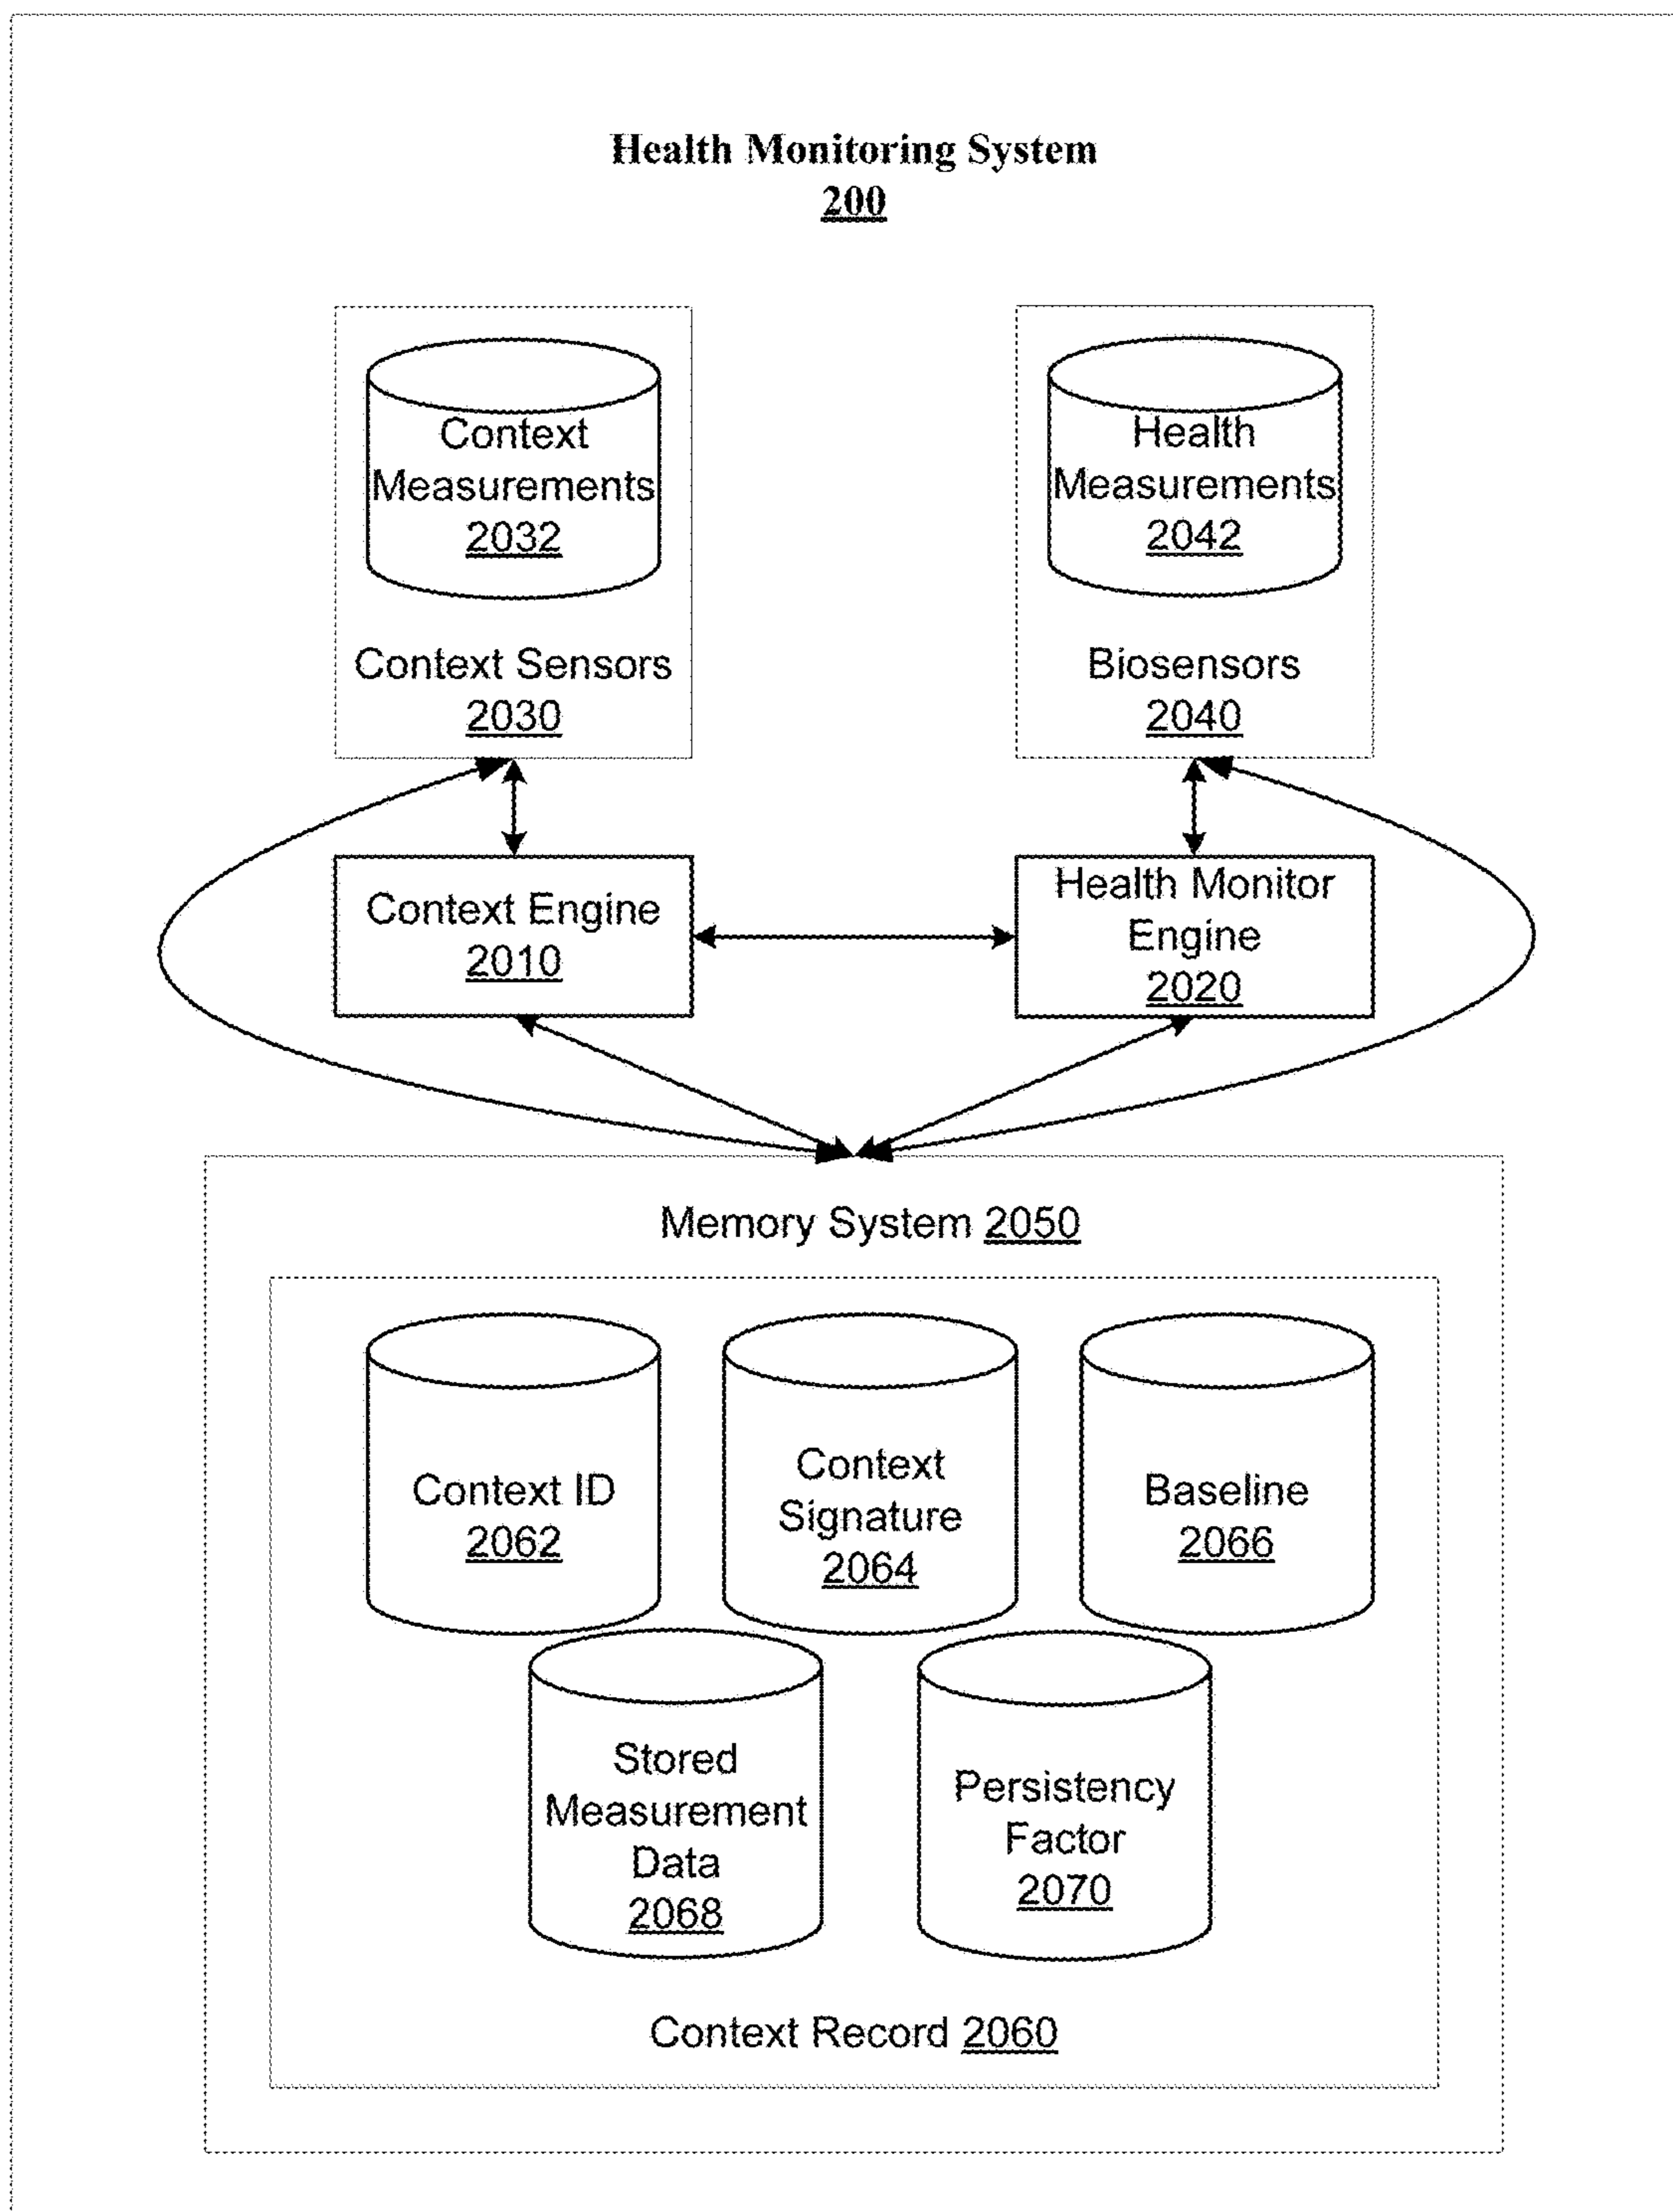 Health Monitoring System
200
Context
Measurements
2032
Context Sensors
2030
Health
Measurements
2042
Biosensors
2040
Context Engine
2010
Health Monitor
Engine
2020
Memory System 2050
Context ID
2062
Context
Signature
2064
Baseline
2066
Stored
Measurement
Data
2068
Persistency
Factor
2070
Context Record 2060